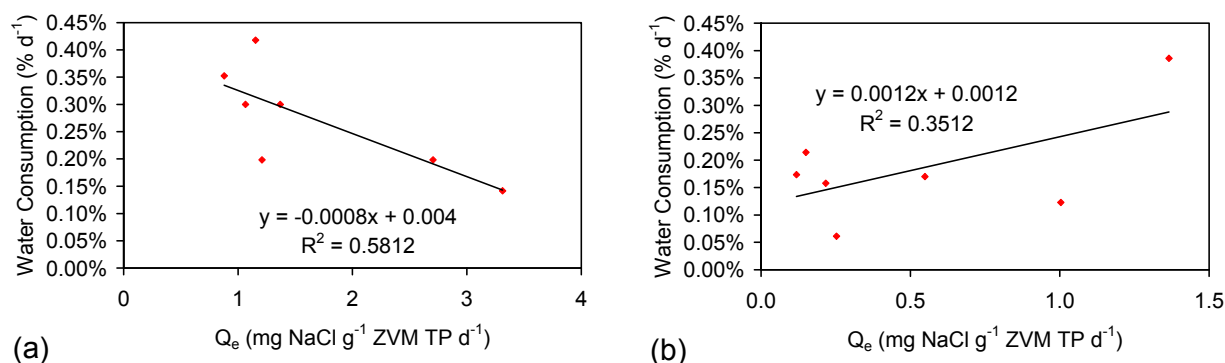 Water Consumption (% d⁻¹)
0.45%
0.40%
0.35%
0.30%
0.25%
0.20%
0.15%
0.10%
0.05%
0.00%
y = -0.0008x + 0.004
R² = 0.5812
0 1 2 3 4
Qₑ (mg NaCl g⁻¹ ZVM TP d⁻¹)
(a)
Water Consumption (% d⁻¹)
0.45%
0.40%
0.35%
0.30%
0.25%
0.20%
0.15%
0.10%
0.05%
0.00%
y = 0.0012x + 0.0012
R² = 0.3512
0.0 0.5 1.0 1.5
Qₑ (mg NaCl g⁻¹ ZVM TP d⁻¹)
(b)